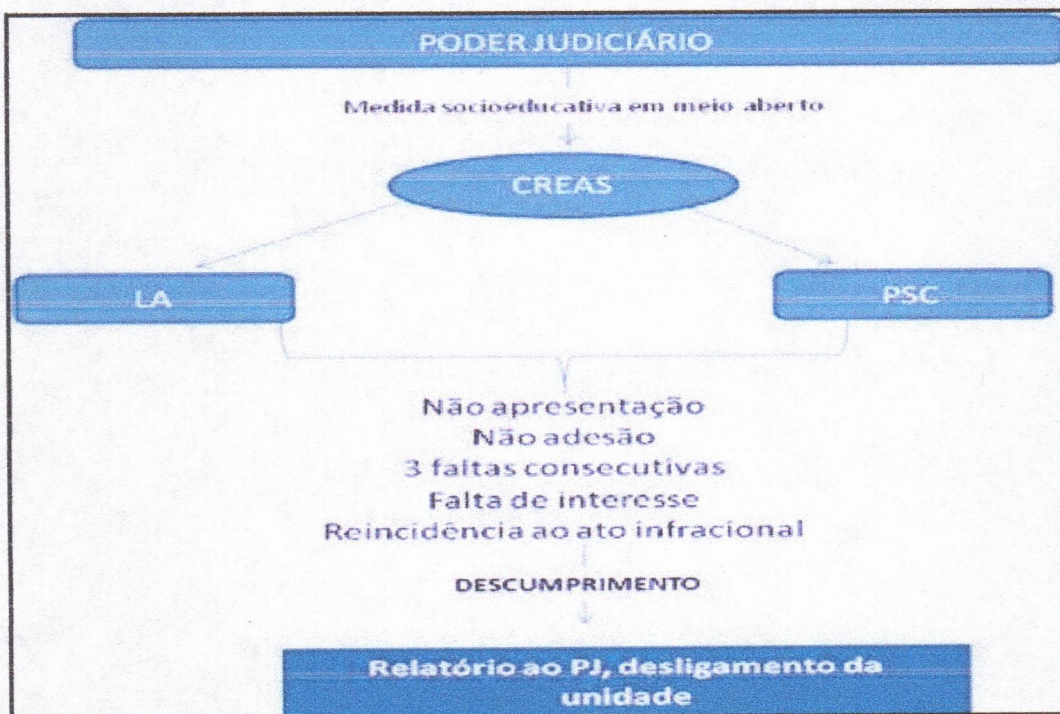 PODER JUDICIÁRIO
Medida socioeducativa em meio aberto
CREAS
LA
PSC
Não apresentação
Não adesão
3 faltas consecutivas
Falta de interesse
Reincidência ao ato infracional
DESCUMPRIMENTO
Relatório ao PJ, desligamento da
unidade